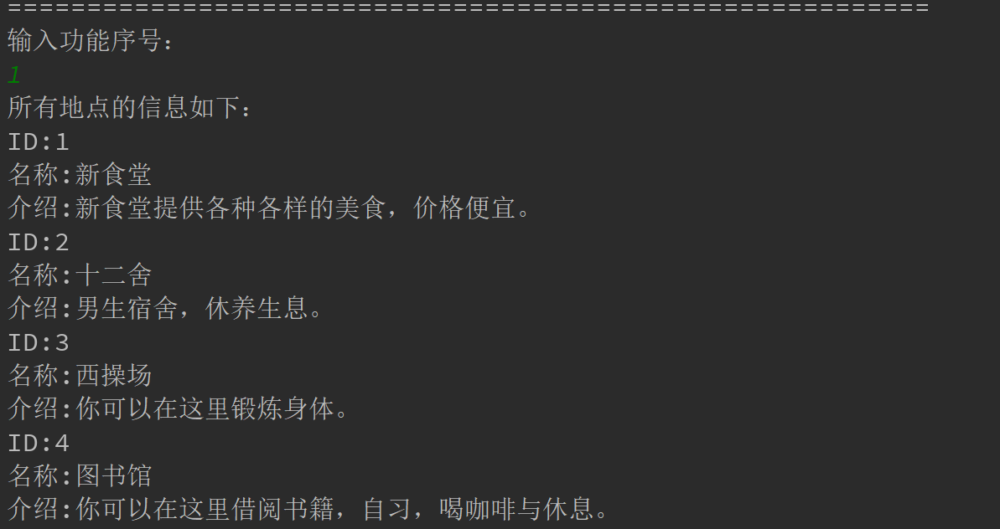 ============================================================
输入功能序号：
1
所有地点的信息如下：
ID:1
名称:新食堂
介绍:新食堂提供各种各样的美食，价格便宜。
ID:2
名称:十二舍
介绍:男生宿舍，休养生息。
ID:3
名称:西操场
介绍:你可以在这里锻炼身体。
ID:4
名称:图书馆
介绍:你可以在这里借阅书籍，自习，喝咖啡与休息。